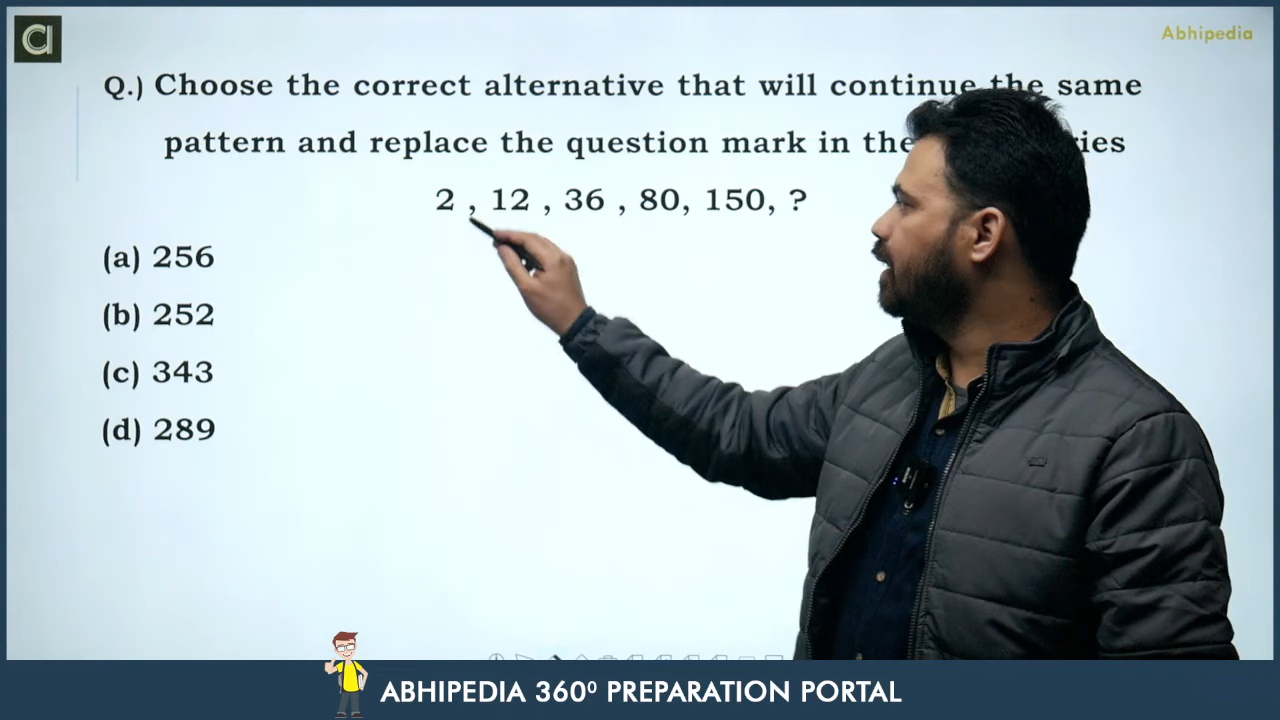 Abhipedia
Q.) Choose the correct alternative that will continue the same
pattern and replace the question mark in the
2 , 12 , 36 , 80, 150, ?
(a) 256
(b) 252
(c) 343
(d) 289
ABHIPEDIA 360⁰ PREPARATION PORTAL